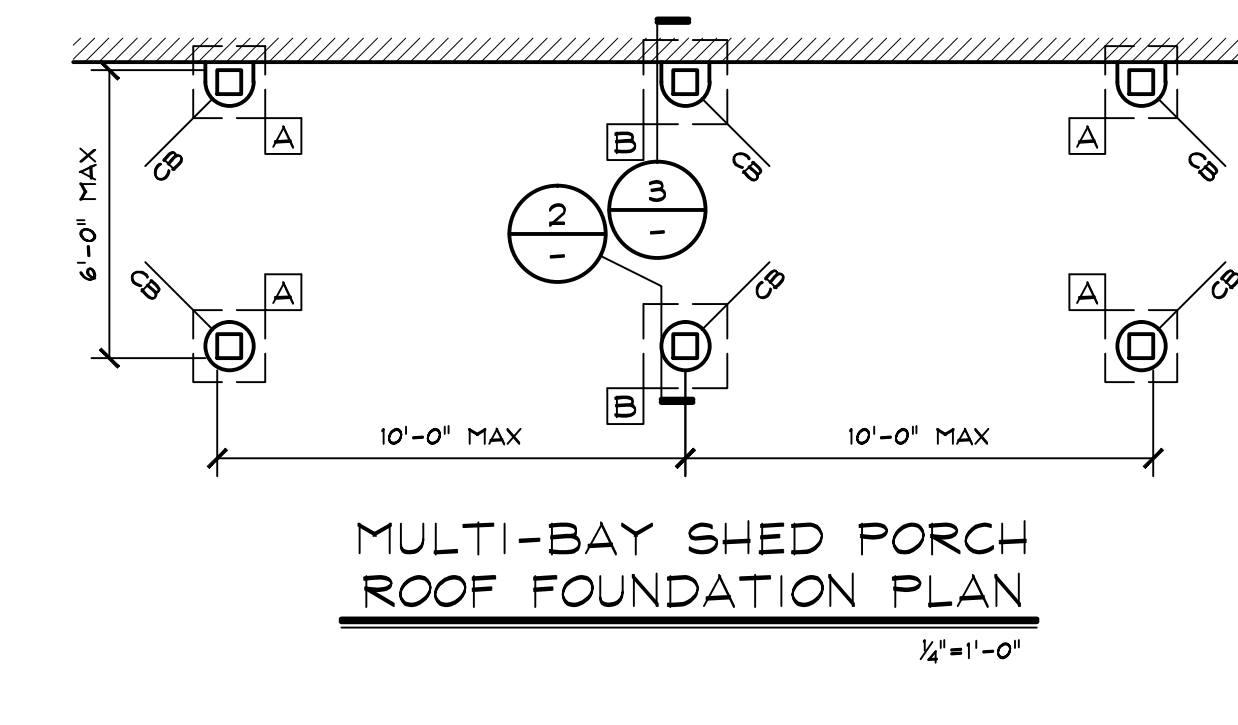 A
B
A
CB
CB
CB
3
-
2
-
6'-0" MAX
CB
A
CB
A
CB
B
10'-0" MAX
10'-0" MAX
MULTI-BAY SHED PORCH
ROOF FOUNDATION PLAN
1/4"=1'-0"